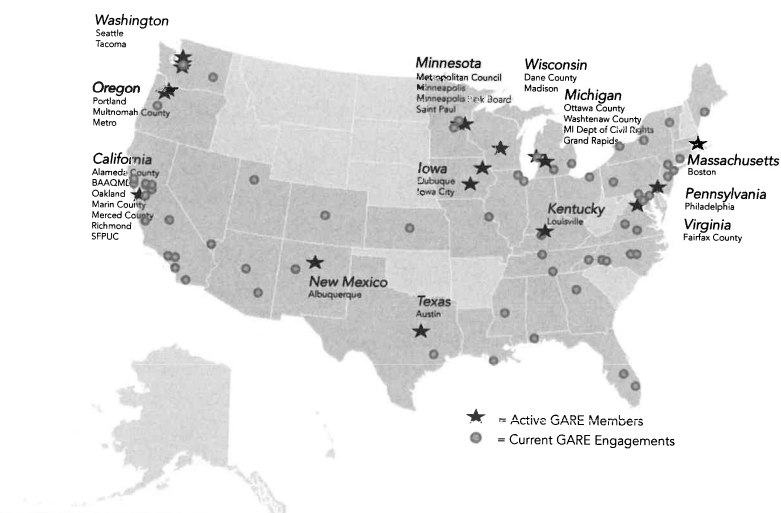 Washington
Seattle
Tacoma
Oregon
Portland
Multnomah County
Metro
California
Alameda County
BAAQMD
Oakland
Marin County
Merced County
Richmond
SFPUC
Minnesota
Metropolitan Council
Minneapolis
Minneapolis Park Board
Saint Paul
Wisconsin
Dane County
Madison
Michigan
Ottawa County
Washtenaw County
MI Dept of Civil Rights
Grand Rapids
Iowa
Dubuque
Iowa City
Kentucky
Louisville
Massachusetts
Boston
Pennsylvania
Philadelphia
Virginia
Fairfax County
New Mexico
Albuquerque
Texas
Austin
= Active GARE Members
= Current GARE Engagements